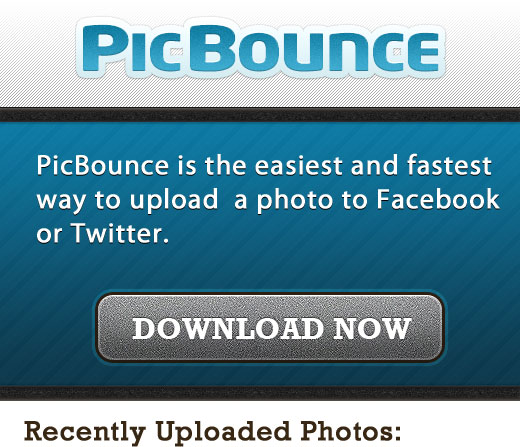 PICBOUNCE
PicBounce is the easiest and fastest
way to upload  a photo to Facebook
or Twitter.
DOWNLOAD NOW
Recently Uploaded Photos: